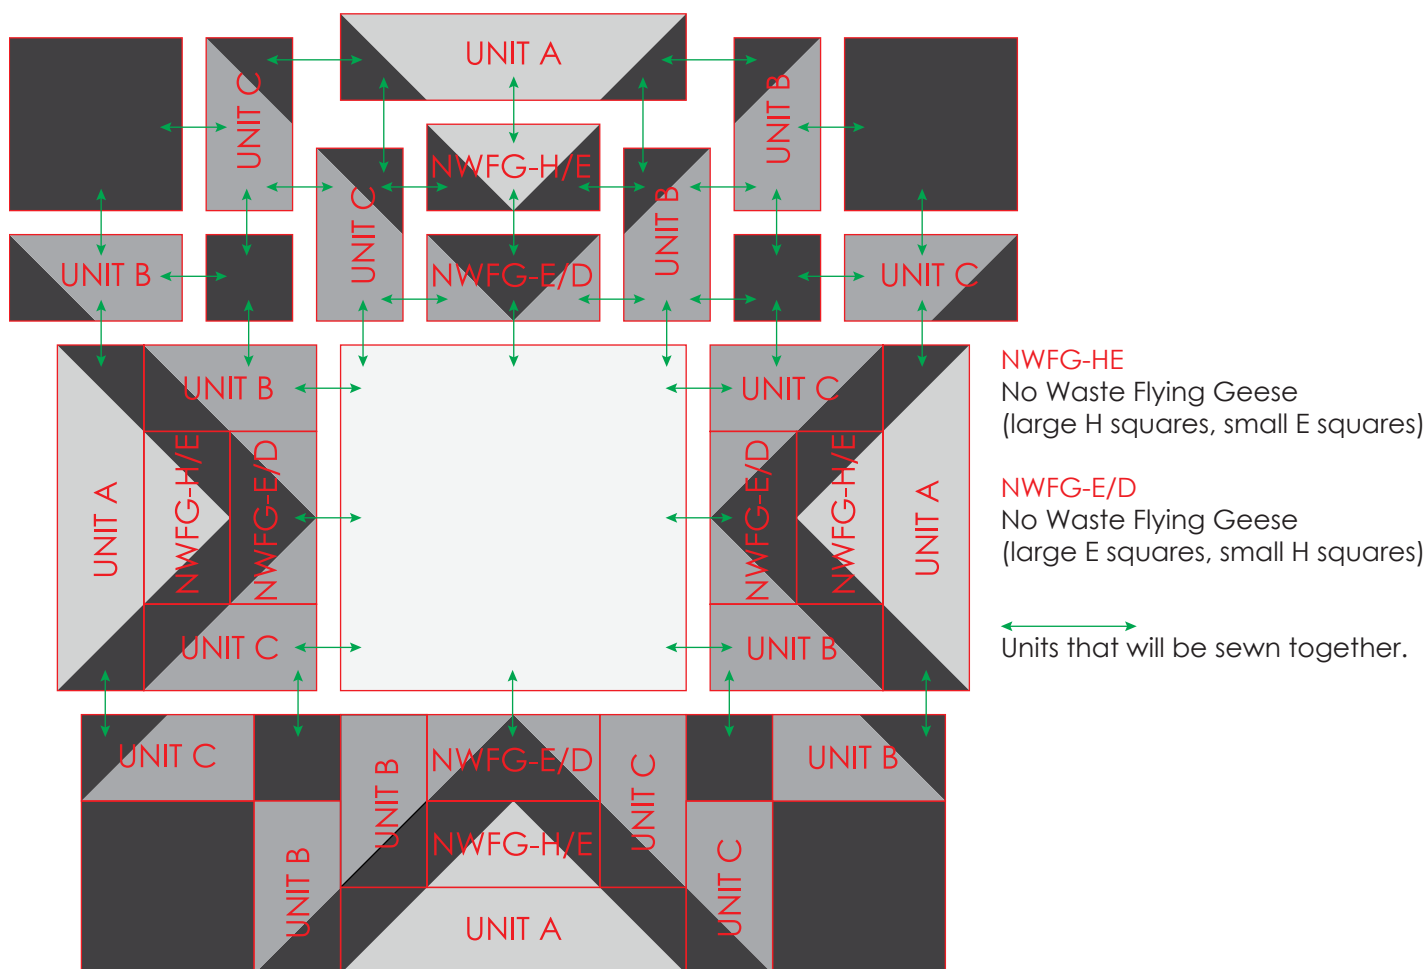 UNIT A
UNIT C
UNIT B
NWFG-H/E
UNIT C
UNIT B
UNIT B
NWFG-E/D
UNIT C
UNIT B
UNIT C
UNIT A
NWFG-H/E
NWFG-E/D
NWFG-E/D
NWFG-H/E
UNIT A
UNIT C
UNIT B
NWFG-HE
No Waste Flying Geese
(large H squares, small E squares)
NWFG-E/D
No Waste Flying Geese
(large E squares, small H squares)
Units that will be sewn together.
UNIT C
UNIT B
NWFG-E/D
UNIT C
UNIT B
UNIT B
NWFG-H/E
UNIT C
UNIT A